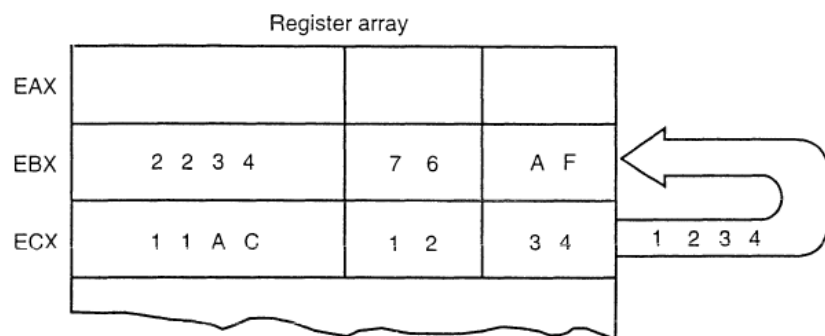 Register array
EAX
EBX 2 2 3 4 7 6 A F
ECX 1 1 A C 1 2 3 4 1 2 3 4